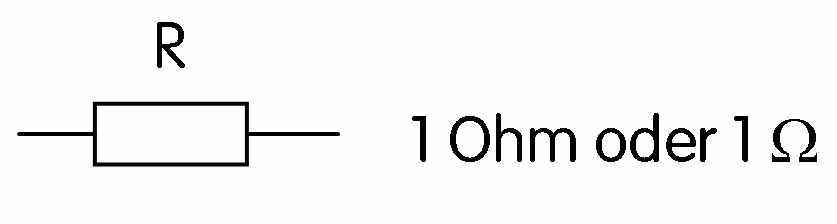 R
1 Ohm oder 1 Ω